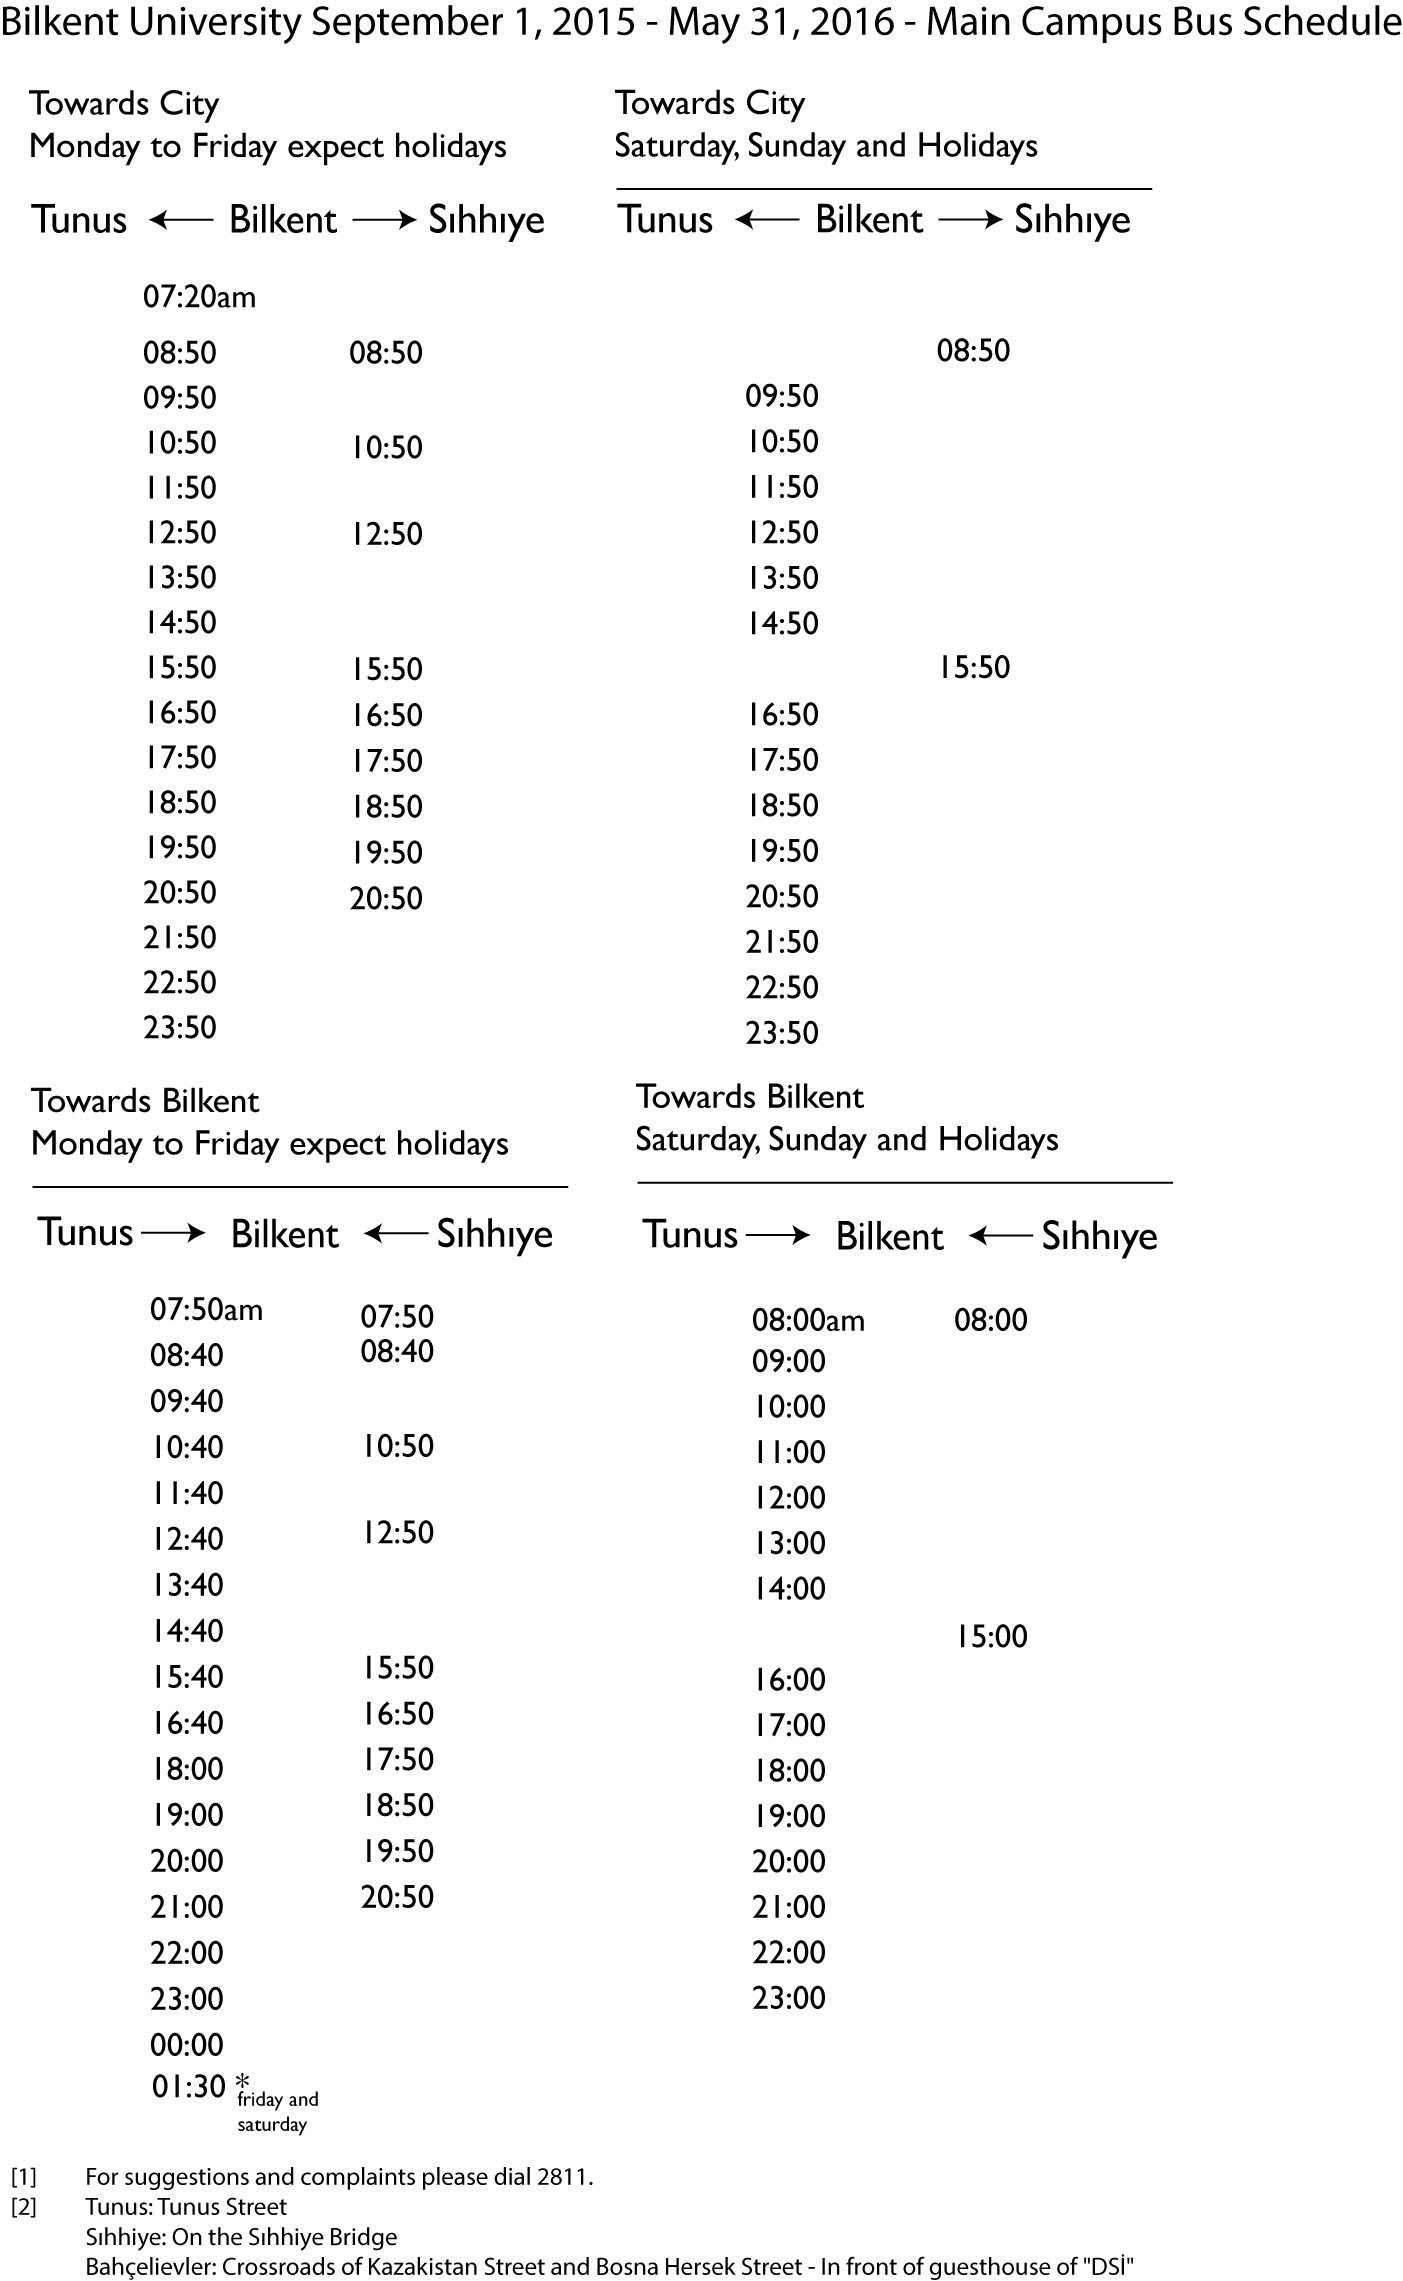 Bilkent University September 1, 2015 - May 31, 2016 - Main Campus Bus Schedule
Towards City
Monday to Friday expect holidays
Tunus ← Bilkent → Sıhhıye
07:20am
08:50 08:50
09:50
10:50 10:50
11:50
12:50 12:50
13:50
14:50
15:50 15:50
16:50 16:50
17:50 17:50
18:50 18:50
19:50 19:50
20:50 20:50
21:50
22:50
23:50
Towards City
Saturday, Sunday and Holidays
Tunus ← Bilkent → Sıhhıye
08:50
09:50
10:50
11:50
12:50
13:50
14:50
15:50
16:50
17:50
18:50
19:50
20:50
21:50
22:50
23:50
Towards Bilkent
Monday to Friday expect holidays
Tunus → Bilkent ← Sıhhıye
07:50am 07:50
08:40 08:40
09:40
10:40 10:50
11:40
12:40 12:50
13:40
14:40
15:40 15:50
16:40 16:50
18:00 17:50
19:00 18:50
20:00 19:50
21:00 20:50
22:00
23:00
00:00
01:30 *
friday and
saturday
Towards Bilkent
Saturday, Sunday and Holidays
Tunus → Bilkent ← Sıhhıye
08:00am 08:00
09:00
10:00
11:00
12:00
13:00
14:00
15:00
16:00
17:00
18:00
19:00
20:00
21:00
22:00
23:00
[1] For suggestions and complaints please dial 2811.
[2] Tunus: Tunus Street
Sıhhiye: On the Sıhhiye Bridge
Bahçelievler: Crossroads of Kazakistan Street and Bosna Hersek Street - In front of guesthouse of "DSİ"